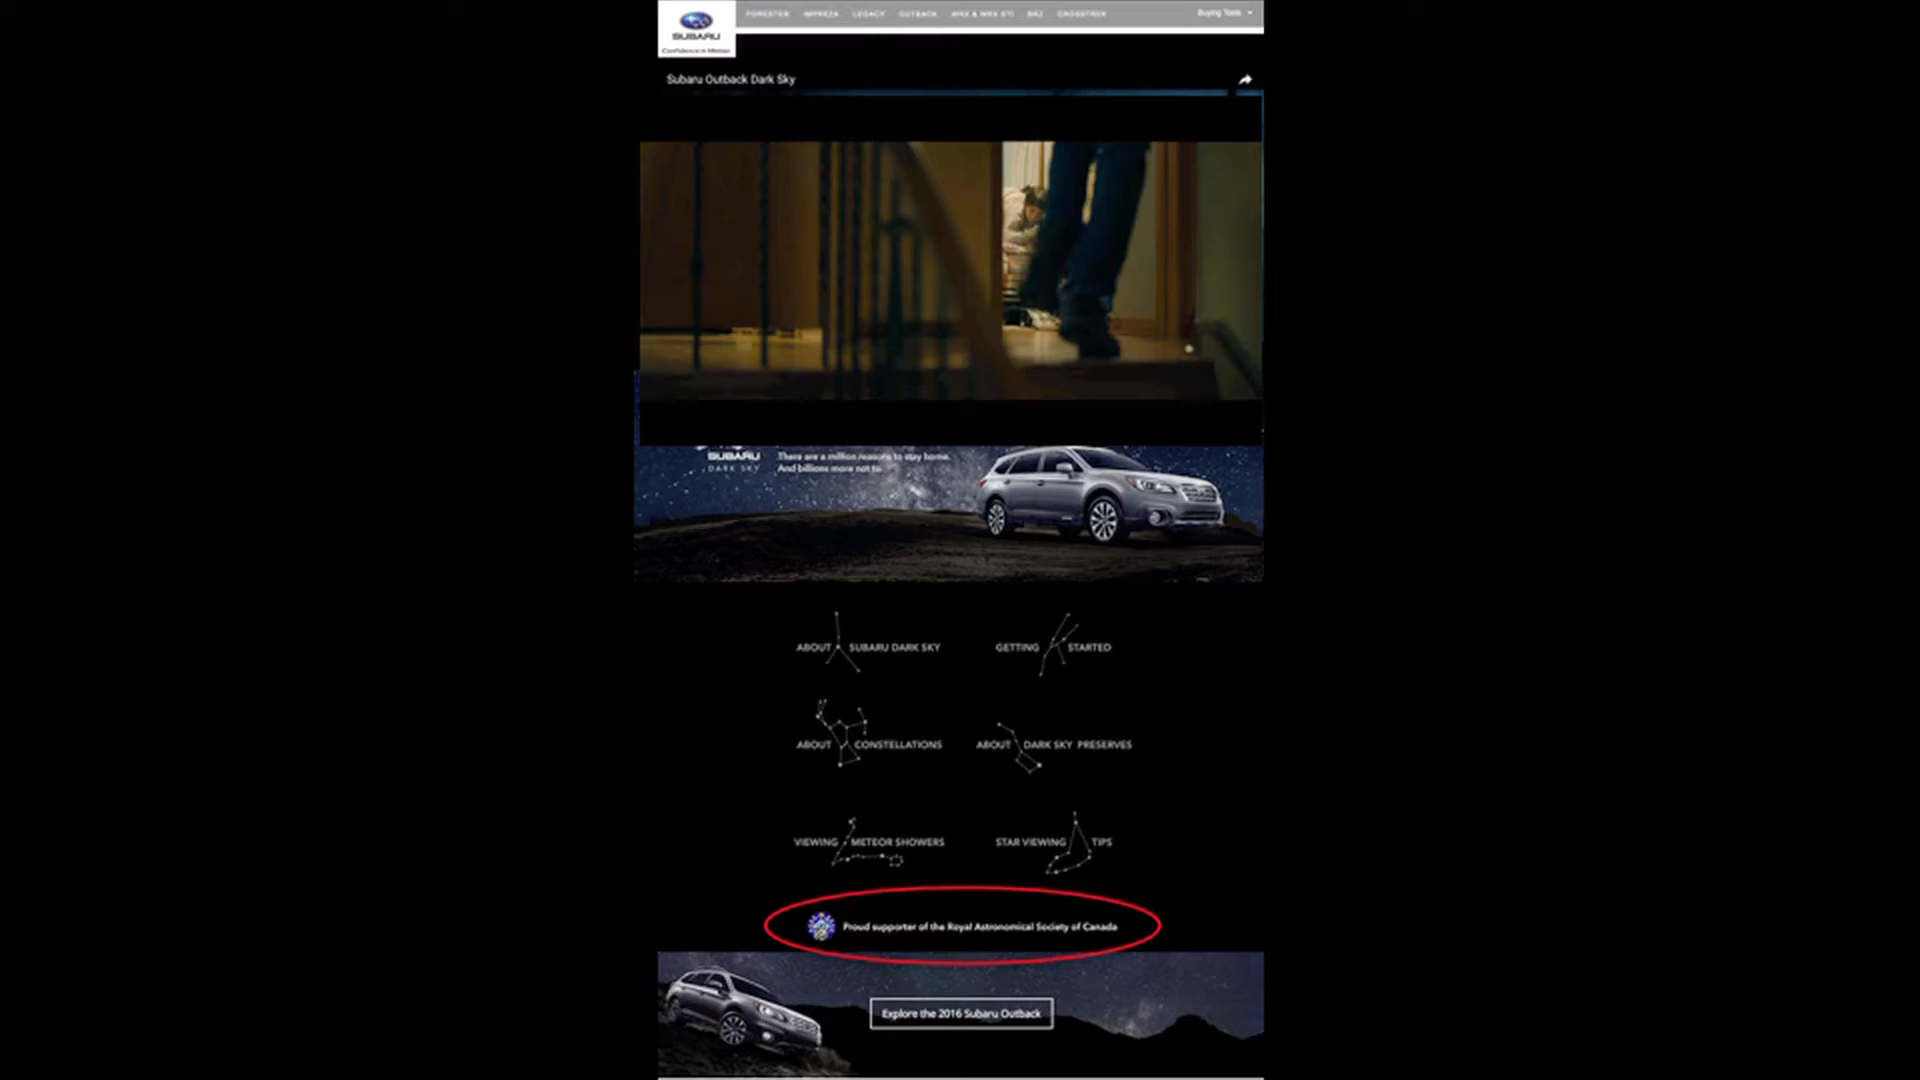 FORESTER IMPREZA LEGACY OUTBACK WRX & WRX STI BRZ CROSSTREK Buying Tools
SUBARU
Confidence in Motion
Subaru Outback Dark Sky
SUBARU
DARK SKY
There are a million reasons to stay home.
And billions more not to.
ABOUT SUBARU DARK SKY
GETTING STARTED
ABOUT CONSTELLATIONS
ABOUT DARK SKY PRESERVES
VIEWING METEOR SHOWERS
STAR VIEWING TIPS
Proud supporter of the Royal Astronomical Society of Canada
Explore the 2016 Subaru Outback